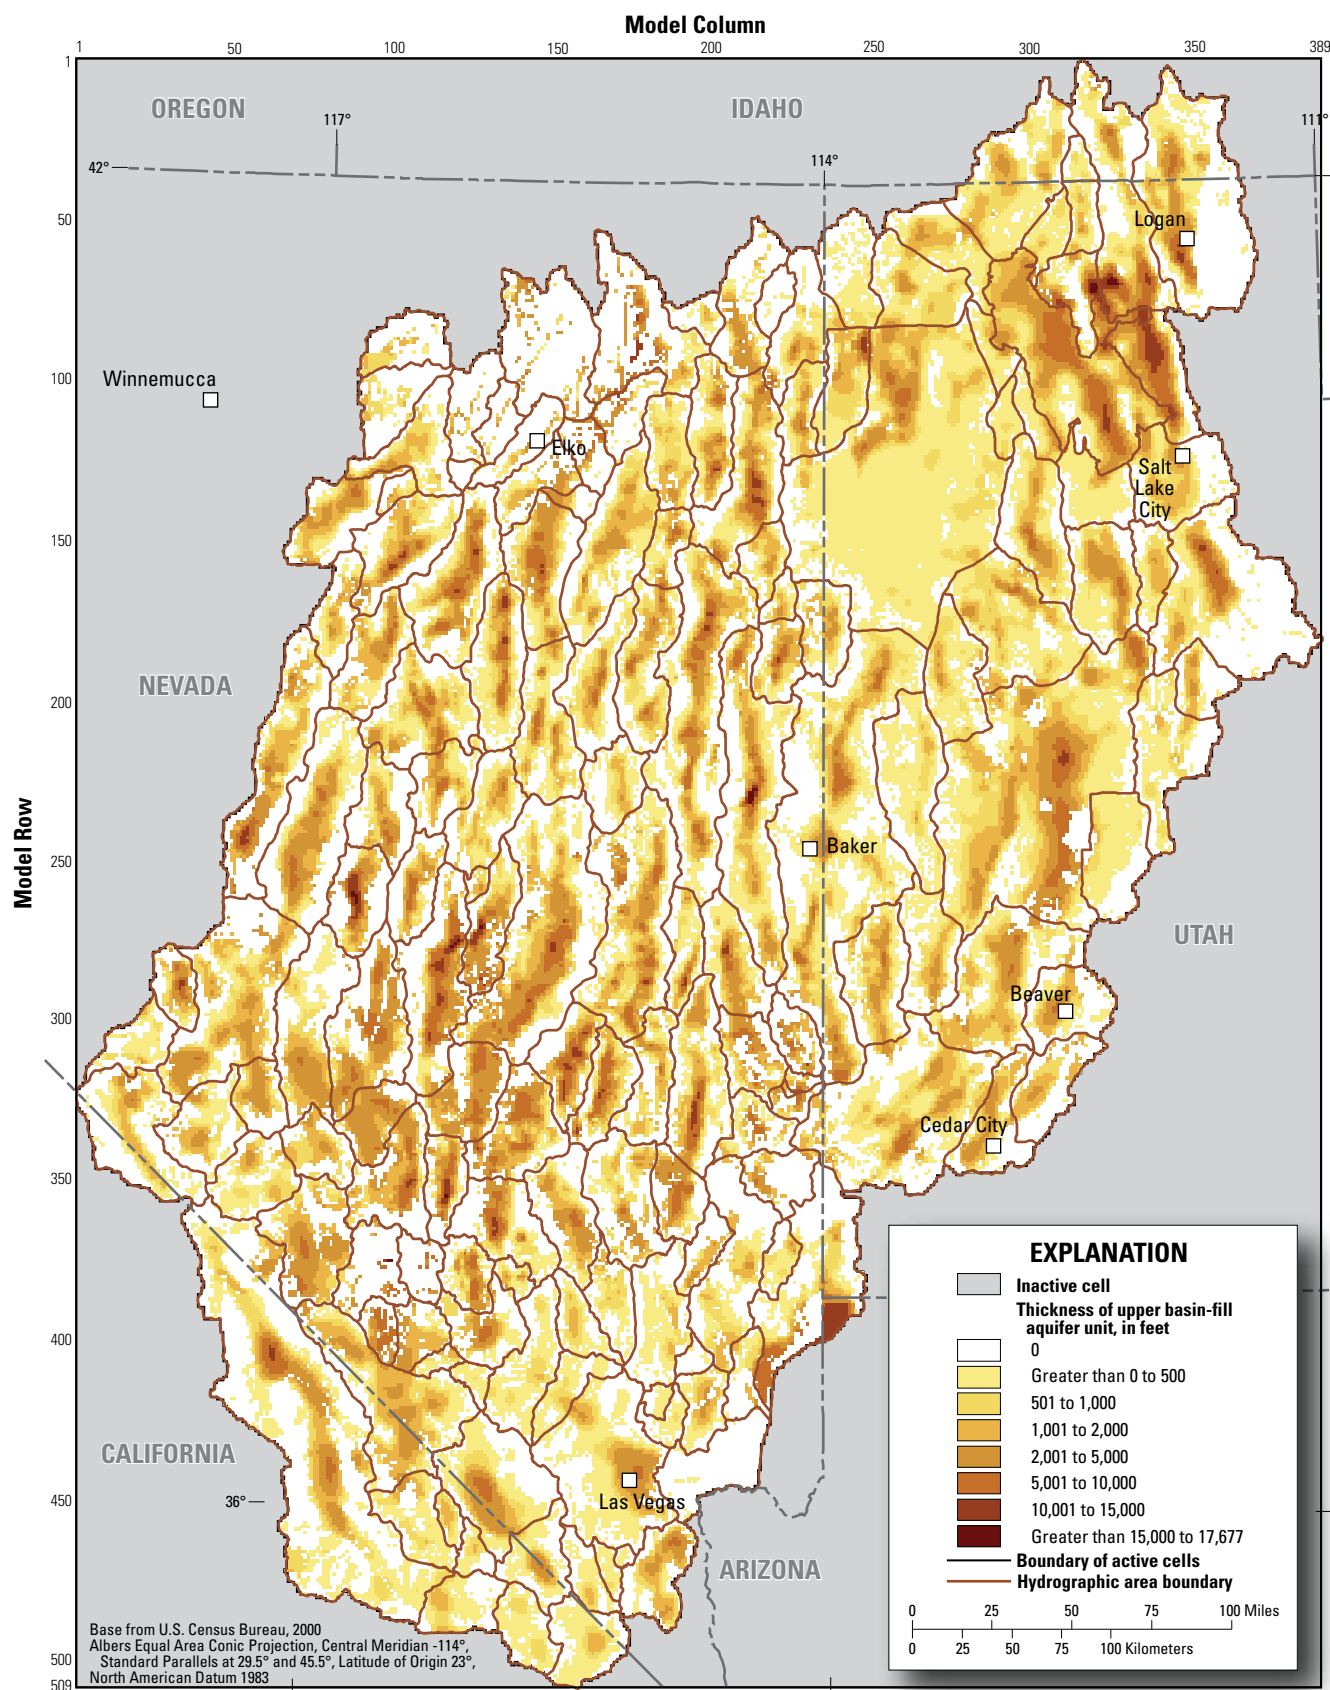 Model Column
1 50 100 150 200 250 300 350 389
1
OREGON
IDAHO
117°
111°
42°
114°
50
Logan
100
Winnemucca
Elko
Salt
Lake
City
150
NEVADA
200
Baker
250
Model Row
UTAH
Beaver
300
Cedar City
350
EXPLANATION
Inactive cell
Thickness of upper basin-fill
aquifer unit, in feet
0
Greater than 0 to 500
501 to 1,000
1,001 to 2,000
2,001 to 5,000
5,001 to 10,000
10,001 to 15,000
Greater than 15,000 to 17,677
Boundary of active cells
Hydrographic area boundary
0 25 50 75 100 Miles
0 25 50 75 100 Kilometers
400
CALIFORNIA
450
36°
Las Vegas
ARIZONA
Base from U.S. Census Bureau, 2000
Albers Equal Area Conic Projection, Central Meridian -114°,
Standard Parallels at 29.5° and 45.5°, Latitude of Origin 23°,
North American Datum 1983
500
509